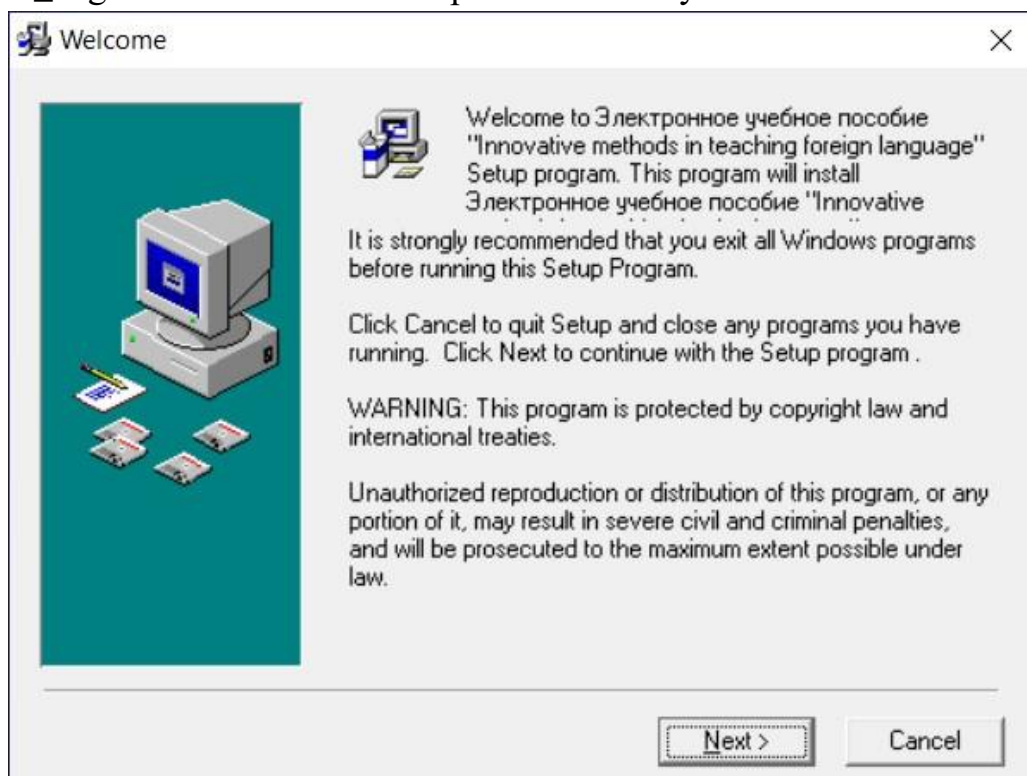 Welcome
Welcome to Электронное учебное пособие
"Innovative methods in teaching foreign language"
Setup program. This program will install
Электронное учебное пособие "Innovative
It is strongly recommended that you exit all Windows programs
before running this Setup Program.
Click Cancel to quit Setup and close any programs you have
running. Click Next to continue with the Setup program .
WARNING: This program is protected by copyright law and
international treaties.
Unauthorized reproduction or distribution of this program, or any
portion of it, may result in severe civil and criminal penalties,
and will be prosecuted to the maximum extent possible under
law.
Next >
Cancel